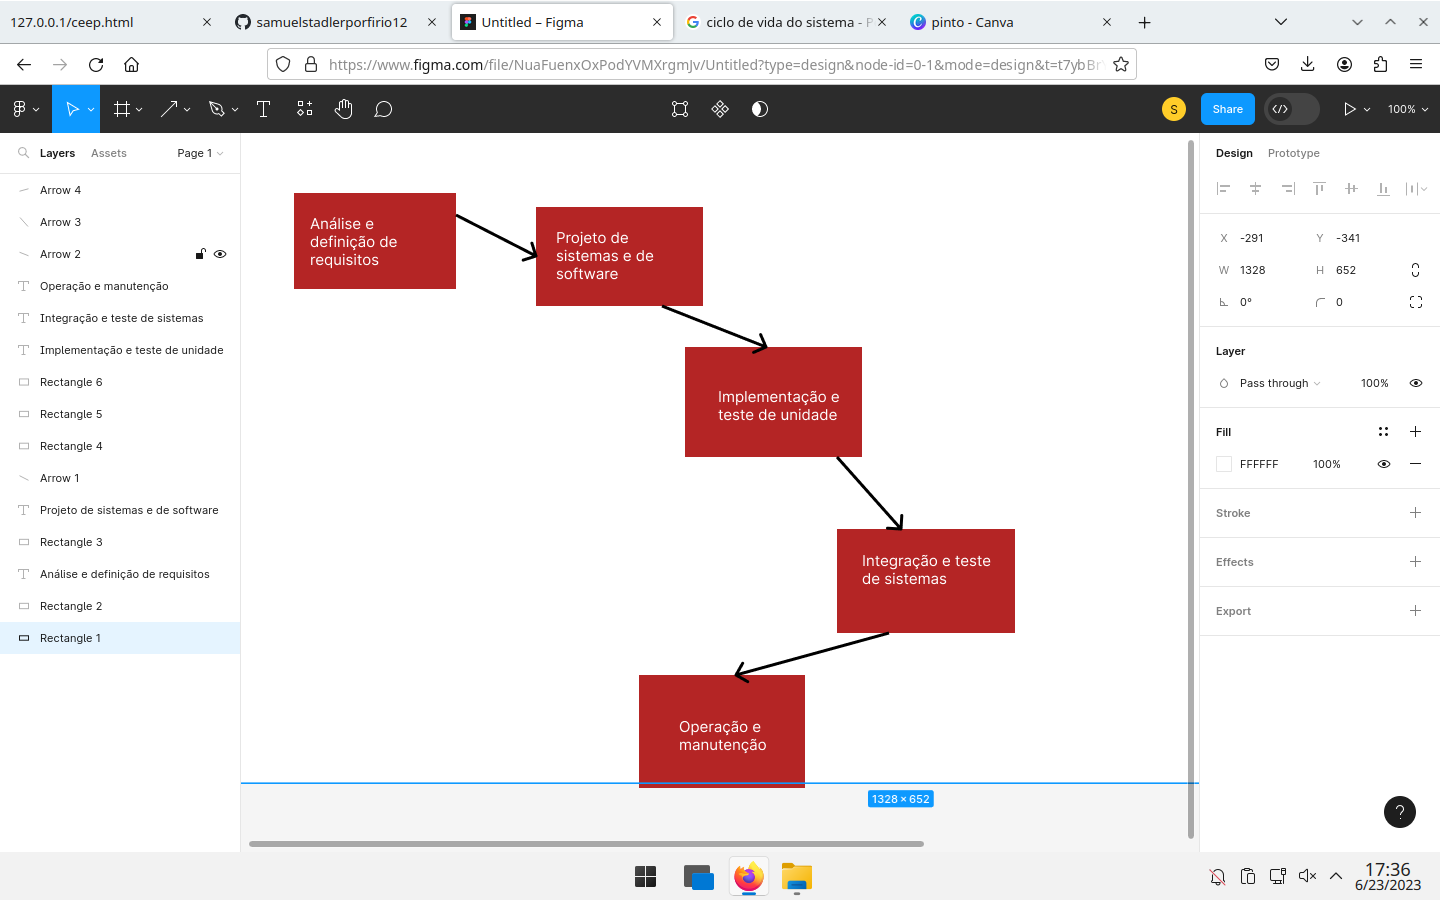 127.0.0.1/ceep.html
samuelstadlerporfirio12
Untitled – Figma
ciclo de vida do sistema - P
pinto - Canva
https://www.figma.com/file/NuaFuenxOxPodYVMXrgmJv/Untitled?type=design&node-id=0-1&mode=design&t=t7ybBr
S
Share
100%
Layers
Assets
Page 1
Design
Prototype
Arrow 4
Arrow 3
Arrow 2
Operação e manutenção
Integração e teste de sistemas
Implementação e teste de unidade
Rectangle 6
Rectangle 5
Rectangle 4
Arrow 1
Projeto de sistemas e de software
Rectangle 3
Análise e definição de requisitos
Rectangle 2
Rectangle 1
Análise e
definição de
requisitos
Projeto de
sistemas e de
software
Implementação e
teste de unidade
Integração e teste
de sistemas
Operação e
manutenção
1328 × 652
X -291 Y -341
W 1328 H 652
0° 0
Layer
Pass through 100%
Fill
FFFFFF 100%
Stroke
Effects
Export
?
17:36
6/23/2023